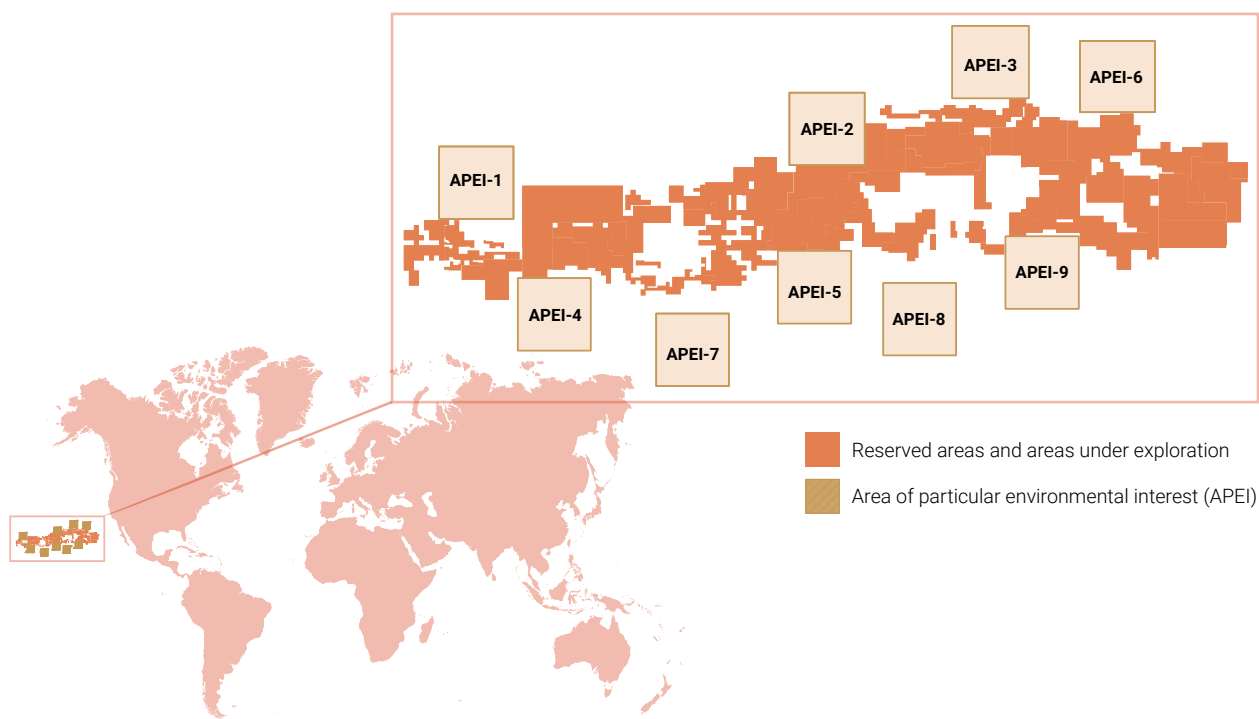 APEI-3
APEI-6
APEI-2
APEI-1
APEI-9
APEI-5
APEI-4
APEI-8
APEI-7
Reserved areas and areas under exploration
Area of particular environmental interest (APEI)